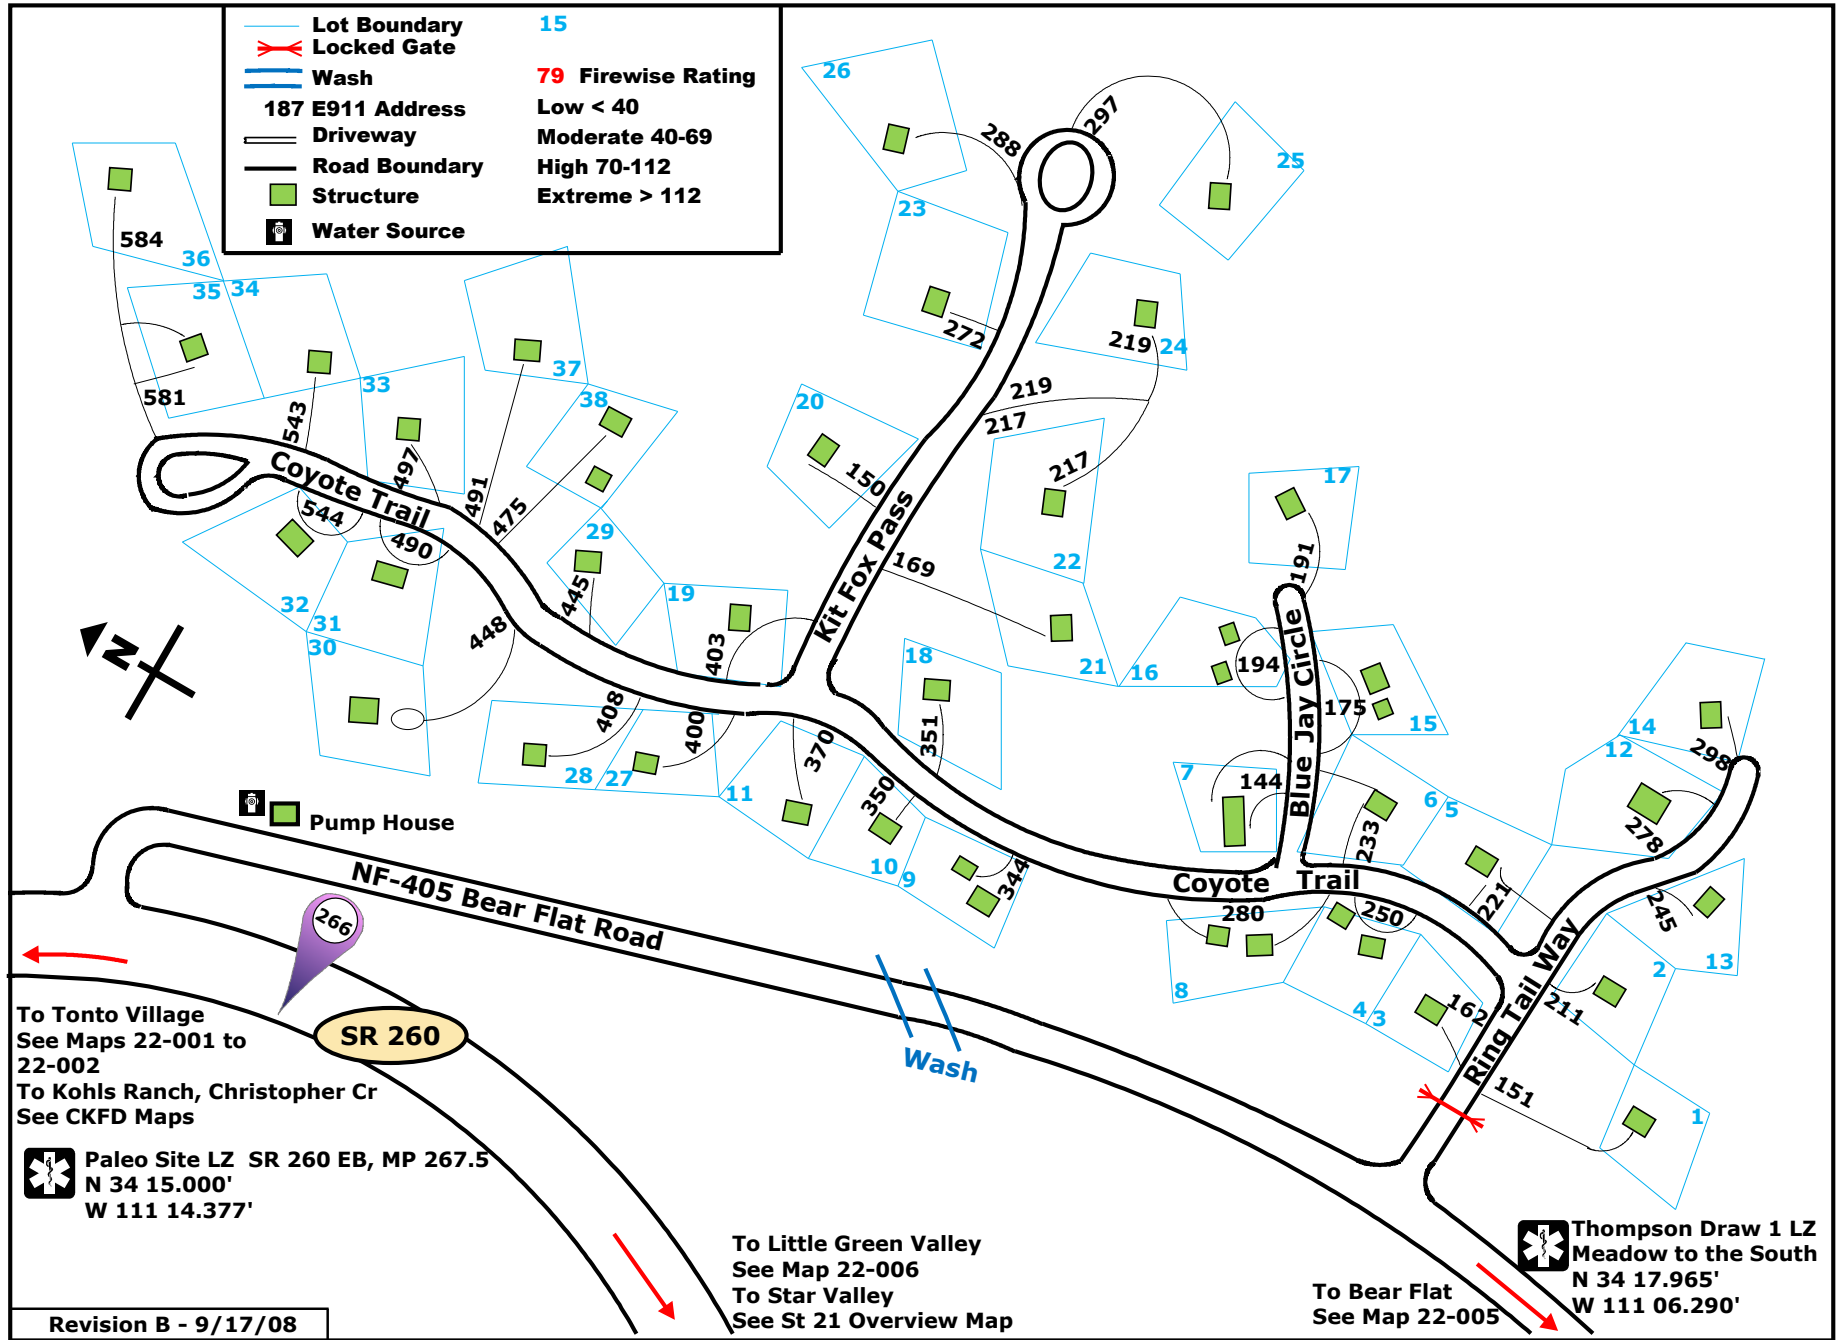 Lot Boundary 15
Locked Gate
Wash 79 Firewise Rating
187 E911 Address Low < 40
Driveway Moderate 40-69
Road Boundary High 70-112
Structure Extreme > 112
Water Source
26
288
297
25
23
584
36
35 34
272
219
24
37
33
38
581
543
20
219
217
497
Coyote Trail
491
475
150
217
17
544
490
29
Kit Fox Pass
169
22
191
32
31
30
445
19
448
403
18
21
16
194
Blue Jay Circle
N
408
400
370
351
175
15
14
12
298
28 27
11
7
144
6
5
350
233
278
Pump House
10
9
344
Coyote Trail
221
245
NF-405 Bear Flat Road
280
250
266
8
4
3
162
Ring Tail Way
2
13
211
To Tonto Village
See Maps 22-001 to
22-002
To Kohls Ranch, Christopher Cr
See CKFD Maps
SR 260
Wash
151
1
Paleo Site LZ SR 260 EB, MP 267.5
N 34 15.000'
W 111 14.377'
To Little Green Valley
See Map 22-006
To Star Valley
See St 21 Overview Map
To Bear Flat
See Map 22-005
Thompson Draw 1 LZ
Meadow to the South
N 34 17.965'
W 111 06.290'
Revision B - 9/17/08